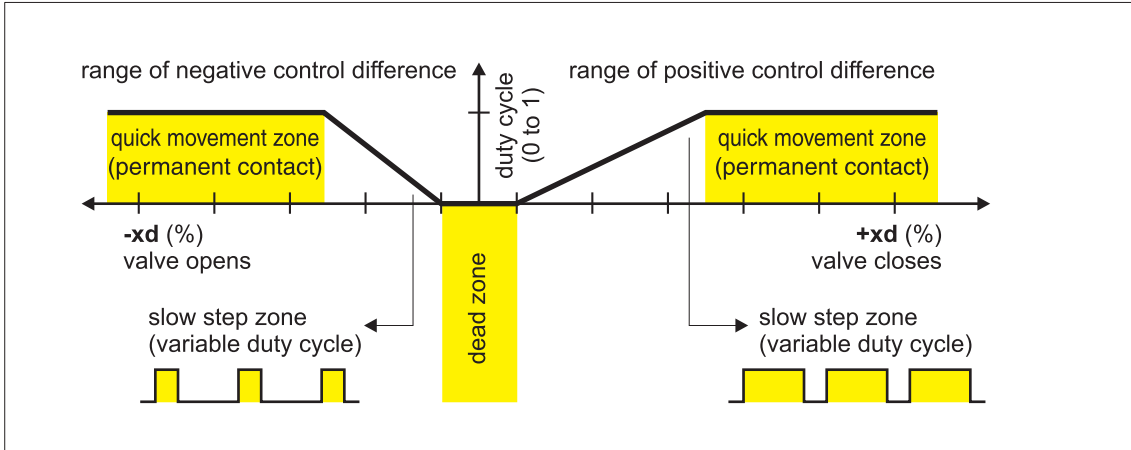 range of negative control difference
range of positive control difference
duty cycle
(0 to 1)
quick movement zone
(permanent contact)
quick movement zone
(permanent contact)
-xd (%)
valve opens
+xd (%)
valve closes
dead zone
slow step zone
(variable duty cycle)
slow step zone
(variable duty cycle)